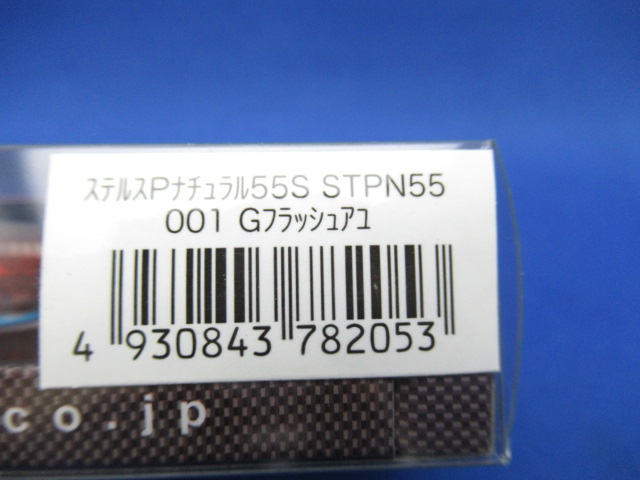 ｽﾃﾙｽPﾅﾁｭﾗﾙ55S STPN55
001 Gﾌﾗｯｼｭｱﾕ
4 930843 782053
co.jp